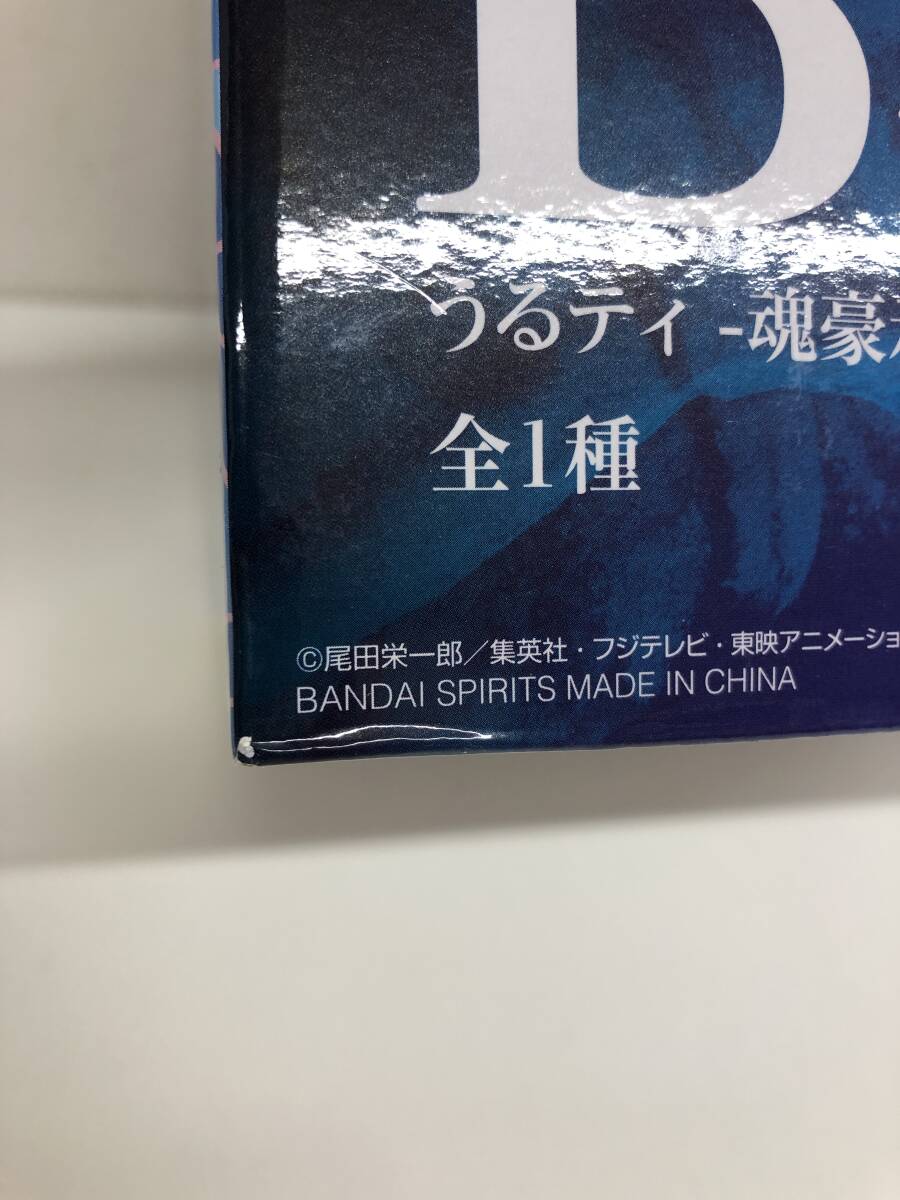 B
うるティ -魂豪
全1種
©尾田栄一郎／集英社・フジテレビ・東映アニメーショ
BANDAI SPIRITS MADE IN CHINA